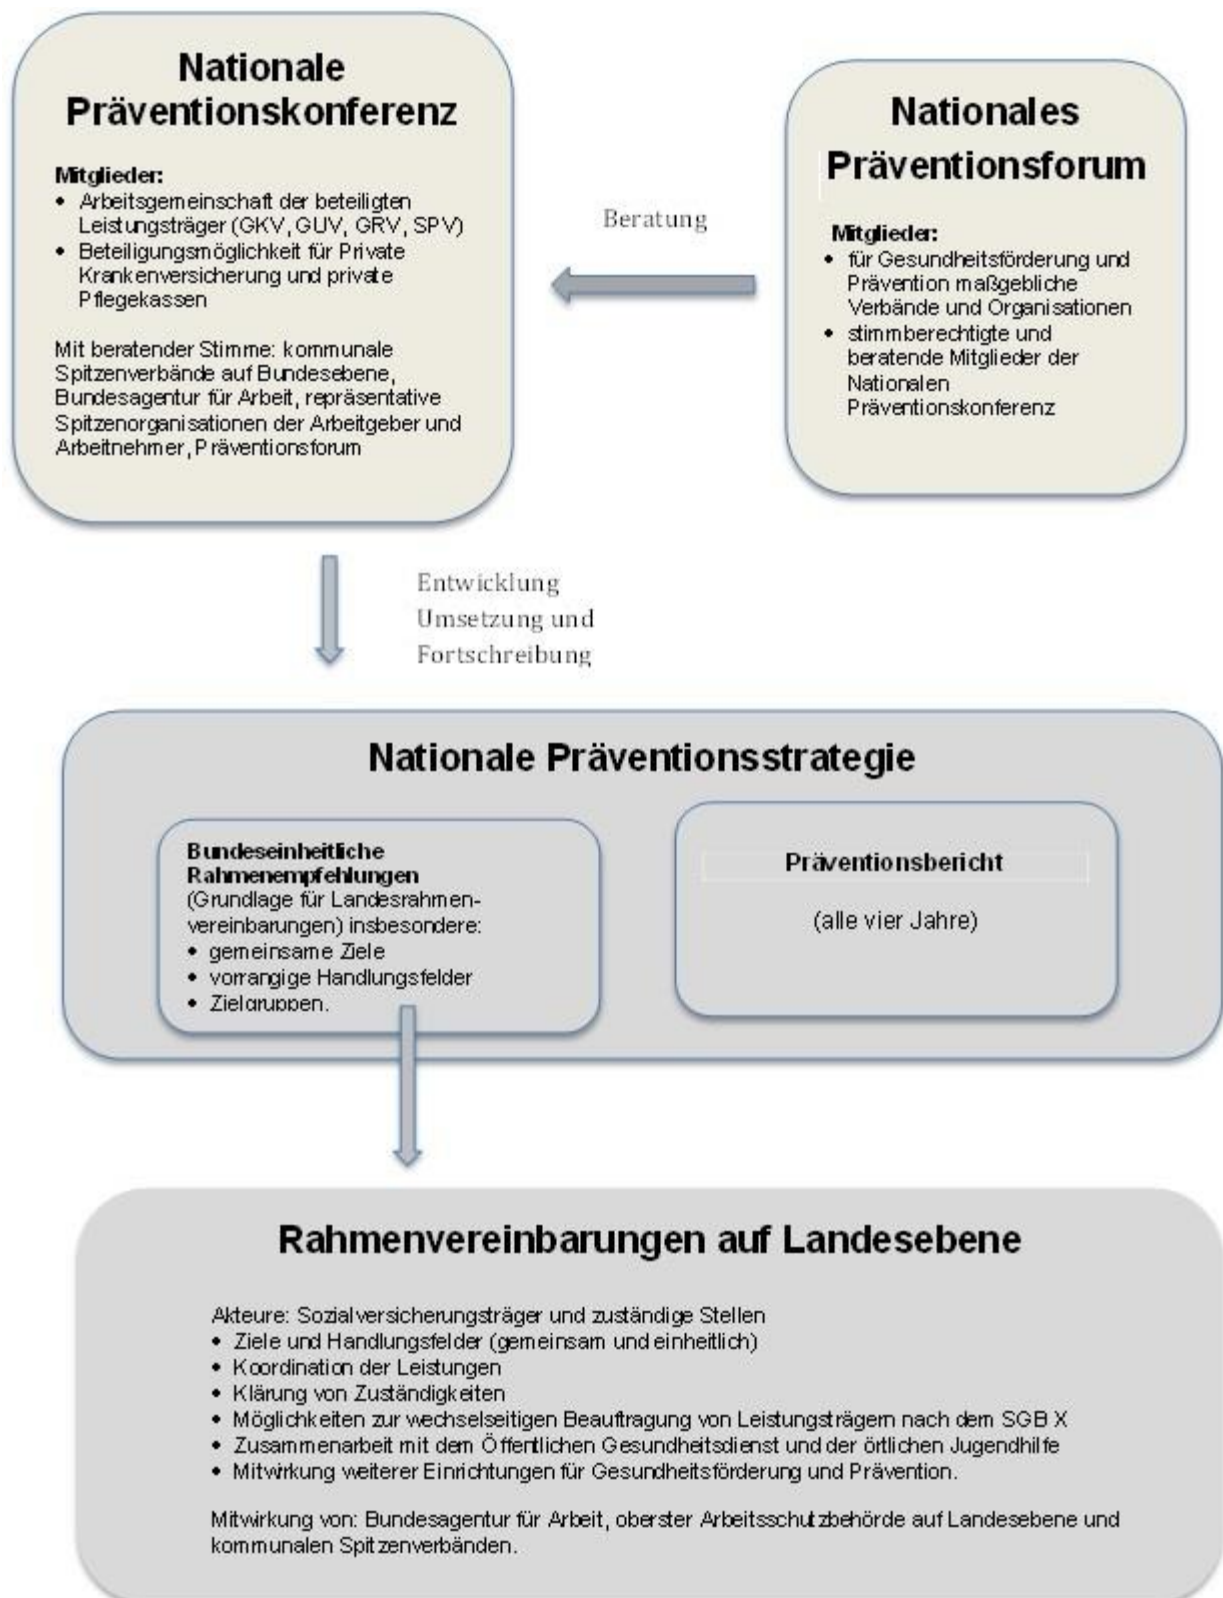 Nationale
Präventionskonferenz
Mitglieder:
• Arbeitsgemeinschaft der beteiligten
Leistungsträger (GKV, GUV, GRV, SPV)
• Beteiligungsmöglichkeit für Private
Krankenversicherung und private
Pflegekassen
Mit beratender Stimme: kommunale
Spitzenverbände auf Bundesebene,
Bundesagentur für Arbeit, repräsentative
Spitzenorganisationen der Arbeitgeber und
Arbeitnehmer, Präventionsforum
Beratung
Nationales
Präventionsforum
Mitglieder:
• für Gesundheitsförderung und
Prävention maßgebliche
Verbände und Organisationen
• stimmberechtigte und
beratende Mitglieder der
Nationalen
Präventionskonferenz
Entwicklung
Umsetzung und
Fortschreibung
Nationale Präventionsstrategie
Bundeseinheitliche
Rahmenempfehlungen
(Grundlage für Landesrahmen-
vereinbarungen) insbesondere:
• gemeinsame Ziele
• vorrangige Handlungsfelder
• Zielgruppen.
Präventionsbericht
(alle vier Jahre)
Rahmenvereinbarungen auf Landesebene
Akteure: Sozialversicherungsträger und zuständige Stellen
• Ziele und Handlungsfelder (gemeinsam und einheitlich)
• Koordination der Leistungen
• Klärung von Zuständigkeiten
• Möglichkeiten zur wechselseitigen Beauftragung von Leistungsträgern nach dem SGB X
• Zusammenarbeit mit dem Öffentlichen Gesundheitsdienst und der örtlichen Jugendhilfe
• Mitwirkung weiterer Einrichtungen für Gesundheitsförderung und Prävention.
Mitwirkung von: Bundesagentur für Arbeit, oberster Arbeitsschutzbehörde auf Landesebene und
kommunalen Spitzenverbänden.